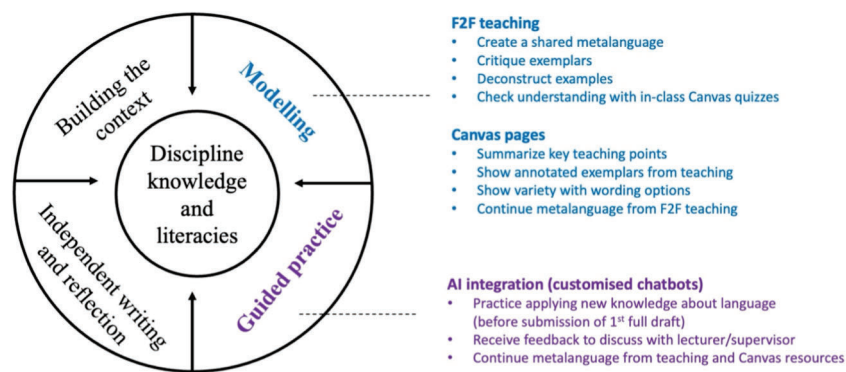 Building the
context
Modelling
Discipline
knowledge
and
literacies
Independent writing
and reflection
Guided practice
F2F teaching
• Create a shared metalanguage
• Critique exemplars
• Deconstruct examples
• Check understanding with in-class Canvas quizzes
Canvas pages
• Summarize key teaching points
• Show annotated exemplars from teaching
• Show variety with wording options
• Continue metalanguage from F2F teaching
AI integration (customised chatbots)
• Practice applying new knowledge about language
(before submission of 1st full draft)
• Receive feedback to discuss with lecturer/supervisor
• Continue metalanguage from teaching and Canvas resources